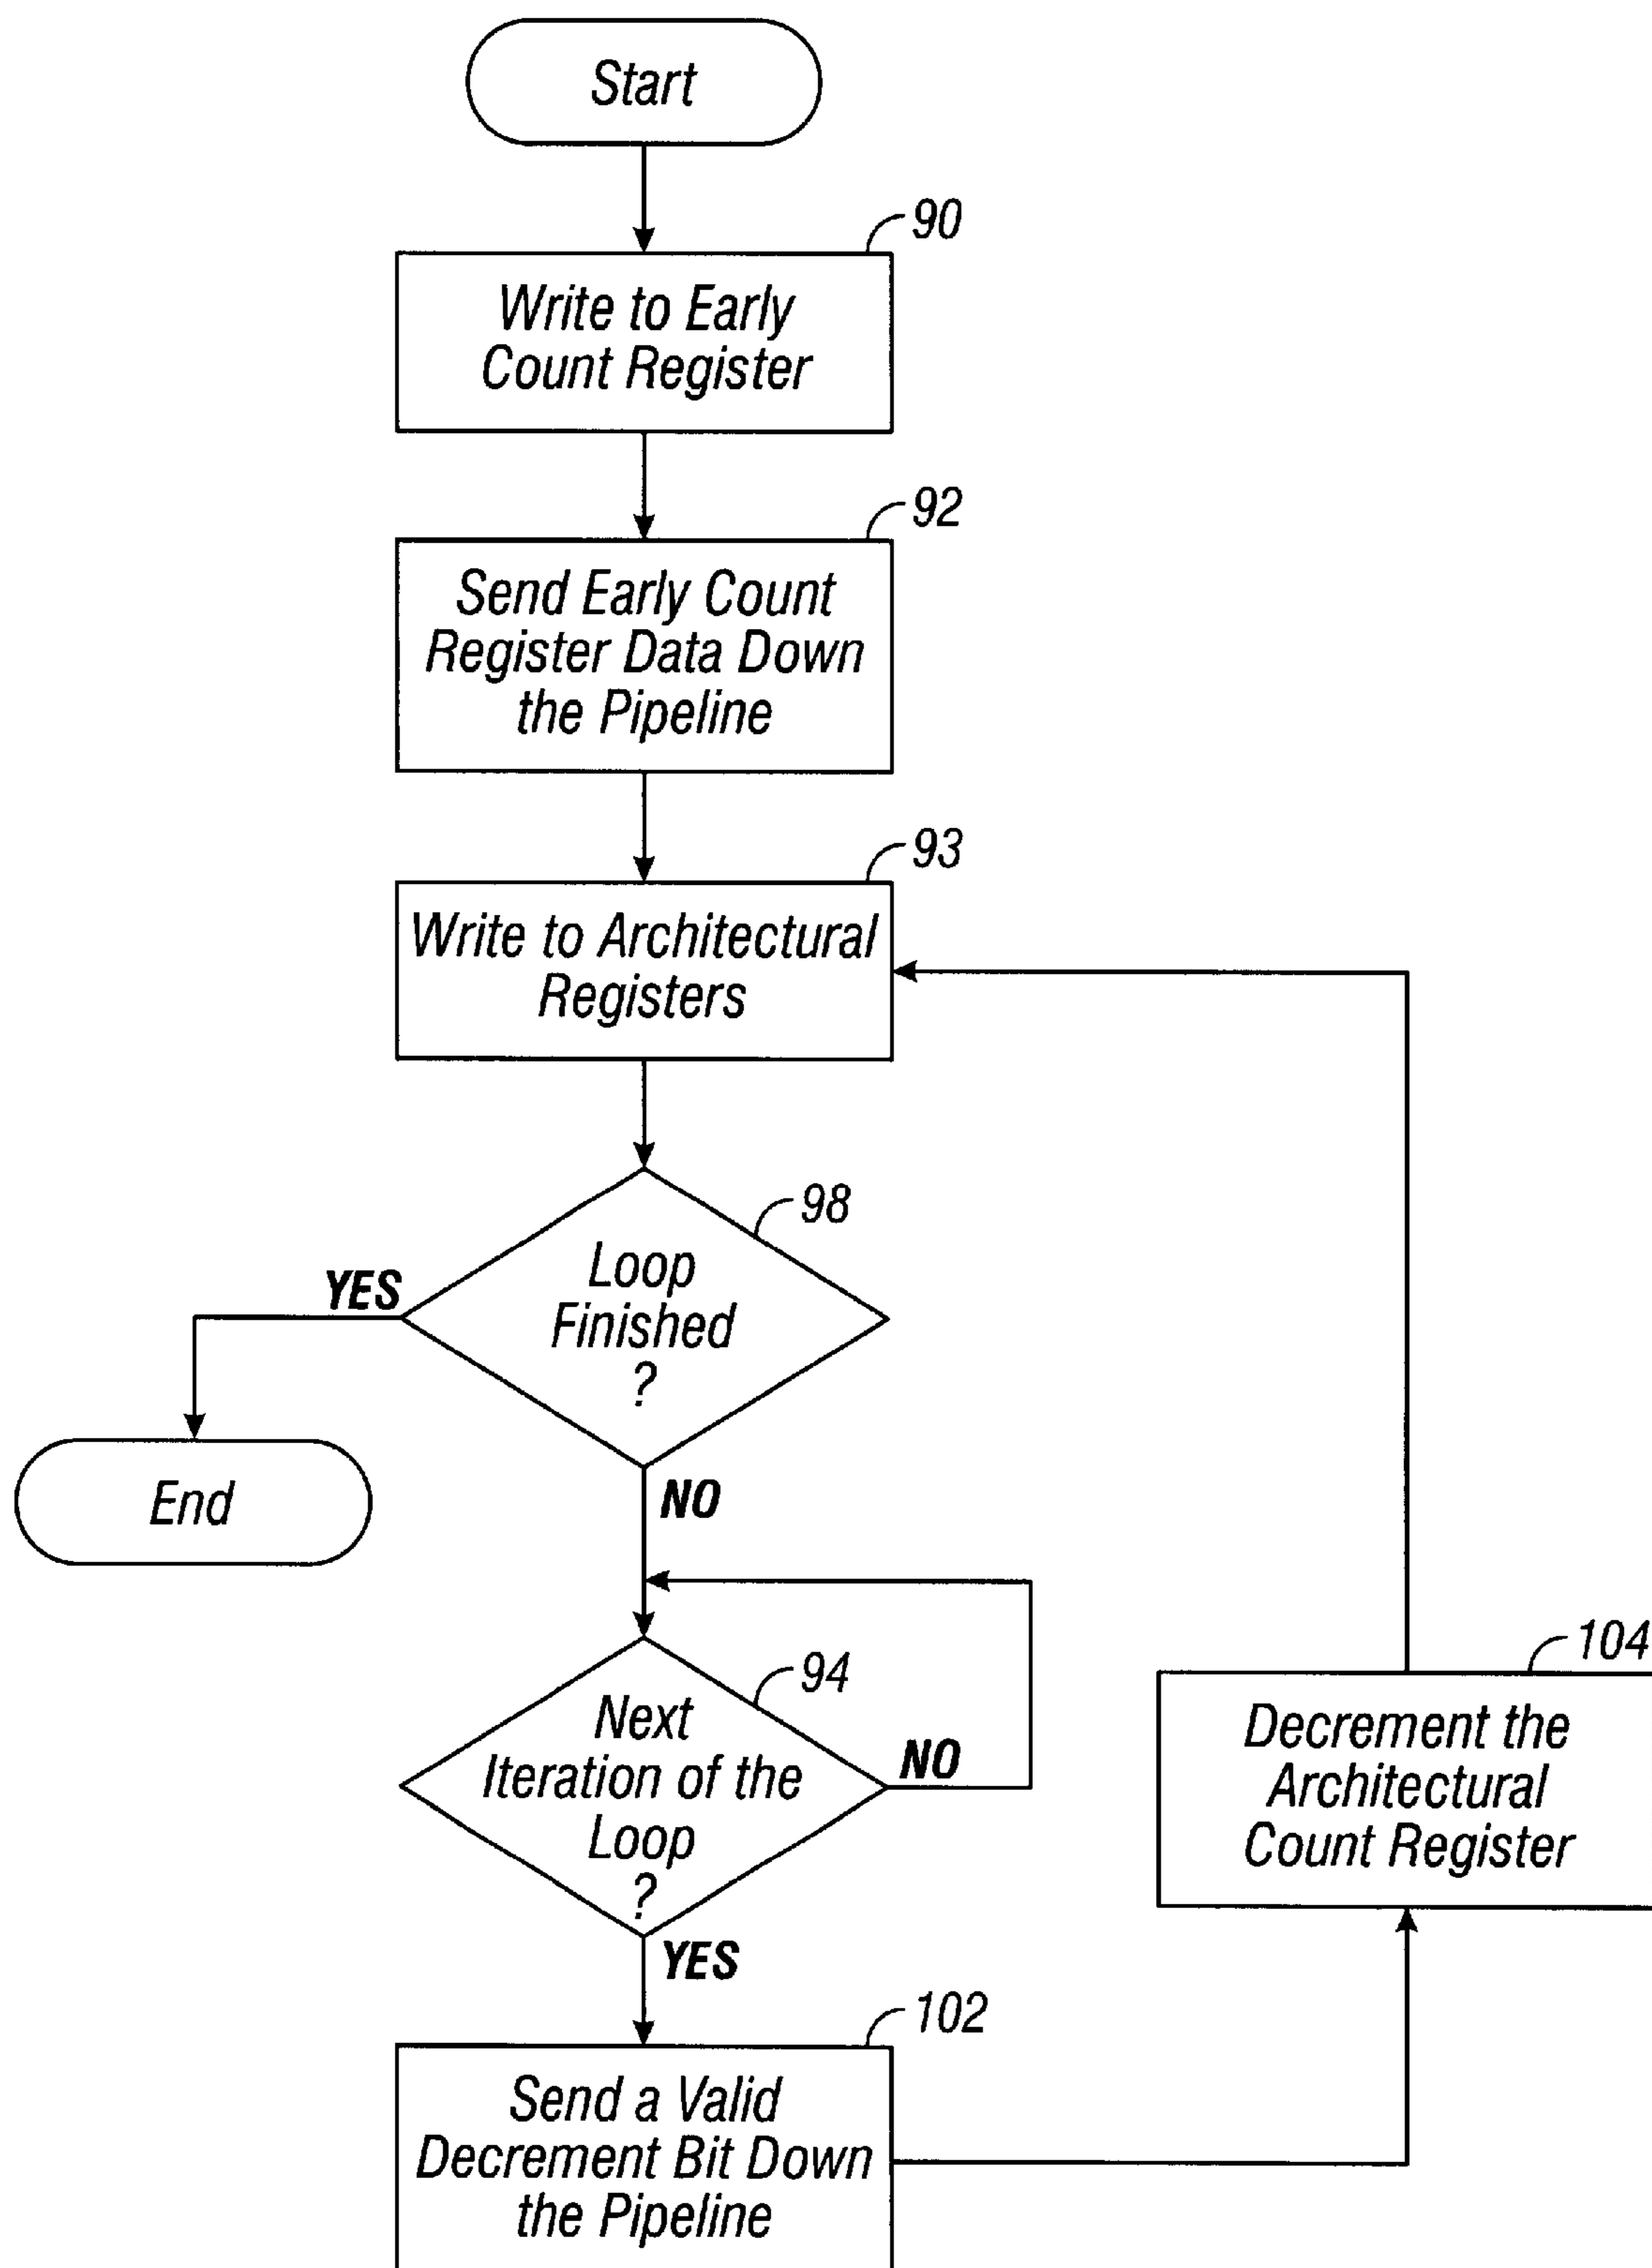 Start
90
Write to Early
Count Register
92
Send Early Count
Register Data Down
the Pipeline
93
Write to Architectural
Registers
98
Loop
Finished
?
YES
End
NO
94
Next
Iteration of the
Loop
?
NO
YES
102
Send a Valid
Decrement Bit Down
the Pipeline
104
Decrement the
Architectural
Count Register